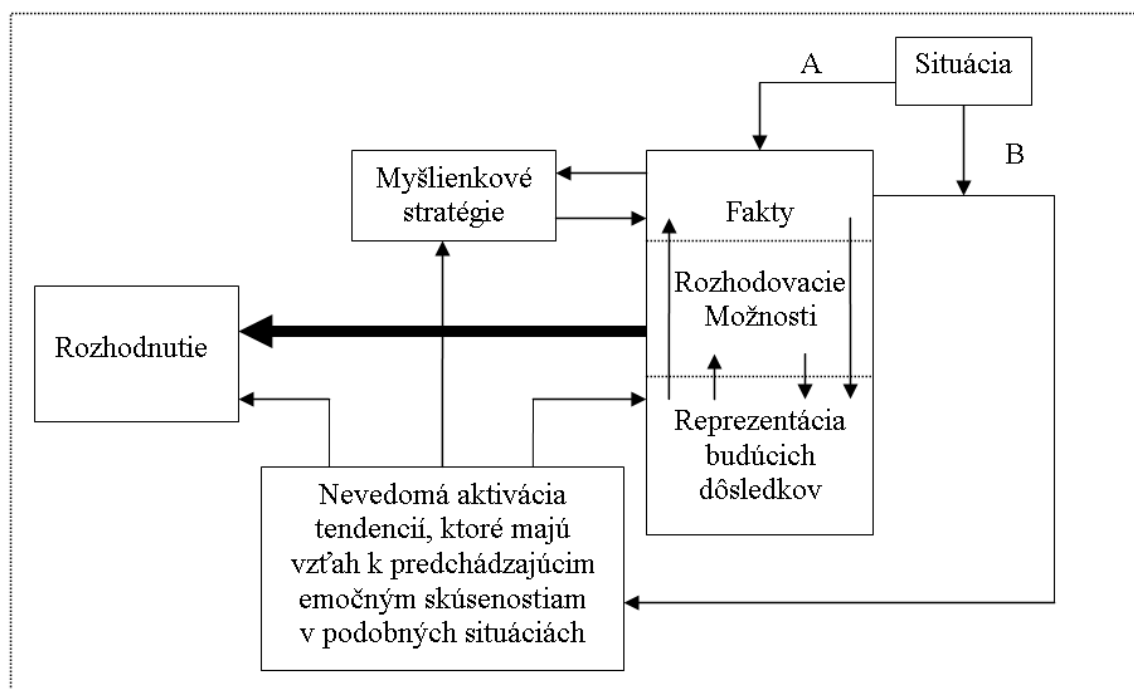 Situácia
A
B
Myšlienkové
stratégie
Fakty
Rozhodovacie
Možnosti
Rozhodnutie
Reprezentácia
budúcich
dôsledkov
Nevedomá aktivácia
tendencií, ktoré majú
vzťah k predchádzajúcim
emočným skúsenostiam
v podobných situáciách